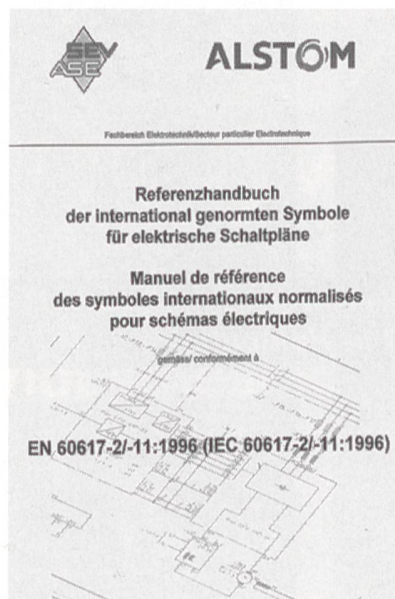 SEV
ASE
ALSTOM
Fachbereich Elektrotechnik/Secteur particulier Electrotechnique
Referenzhandbuch
der international genormten Symbole
für elektrische Schaltpläne
Manuel de référence
des symboles internationaux normalisés
pour schémas électriques
gemäss/ conformément à
EN 60617-2/-11:1996 (IEC 60617-2/-11:1996)